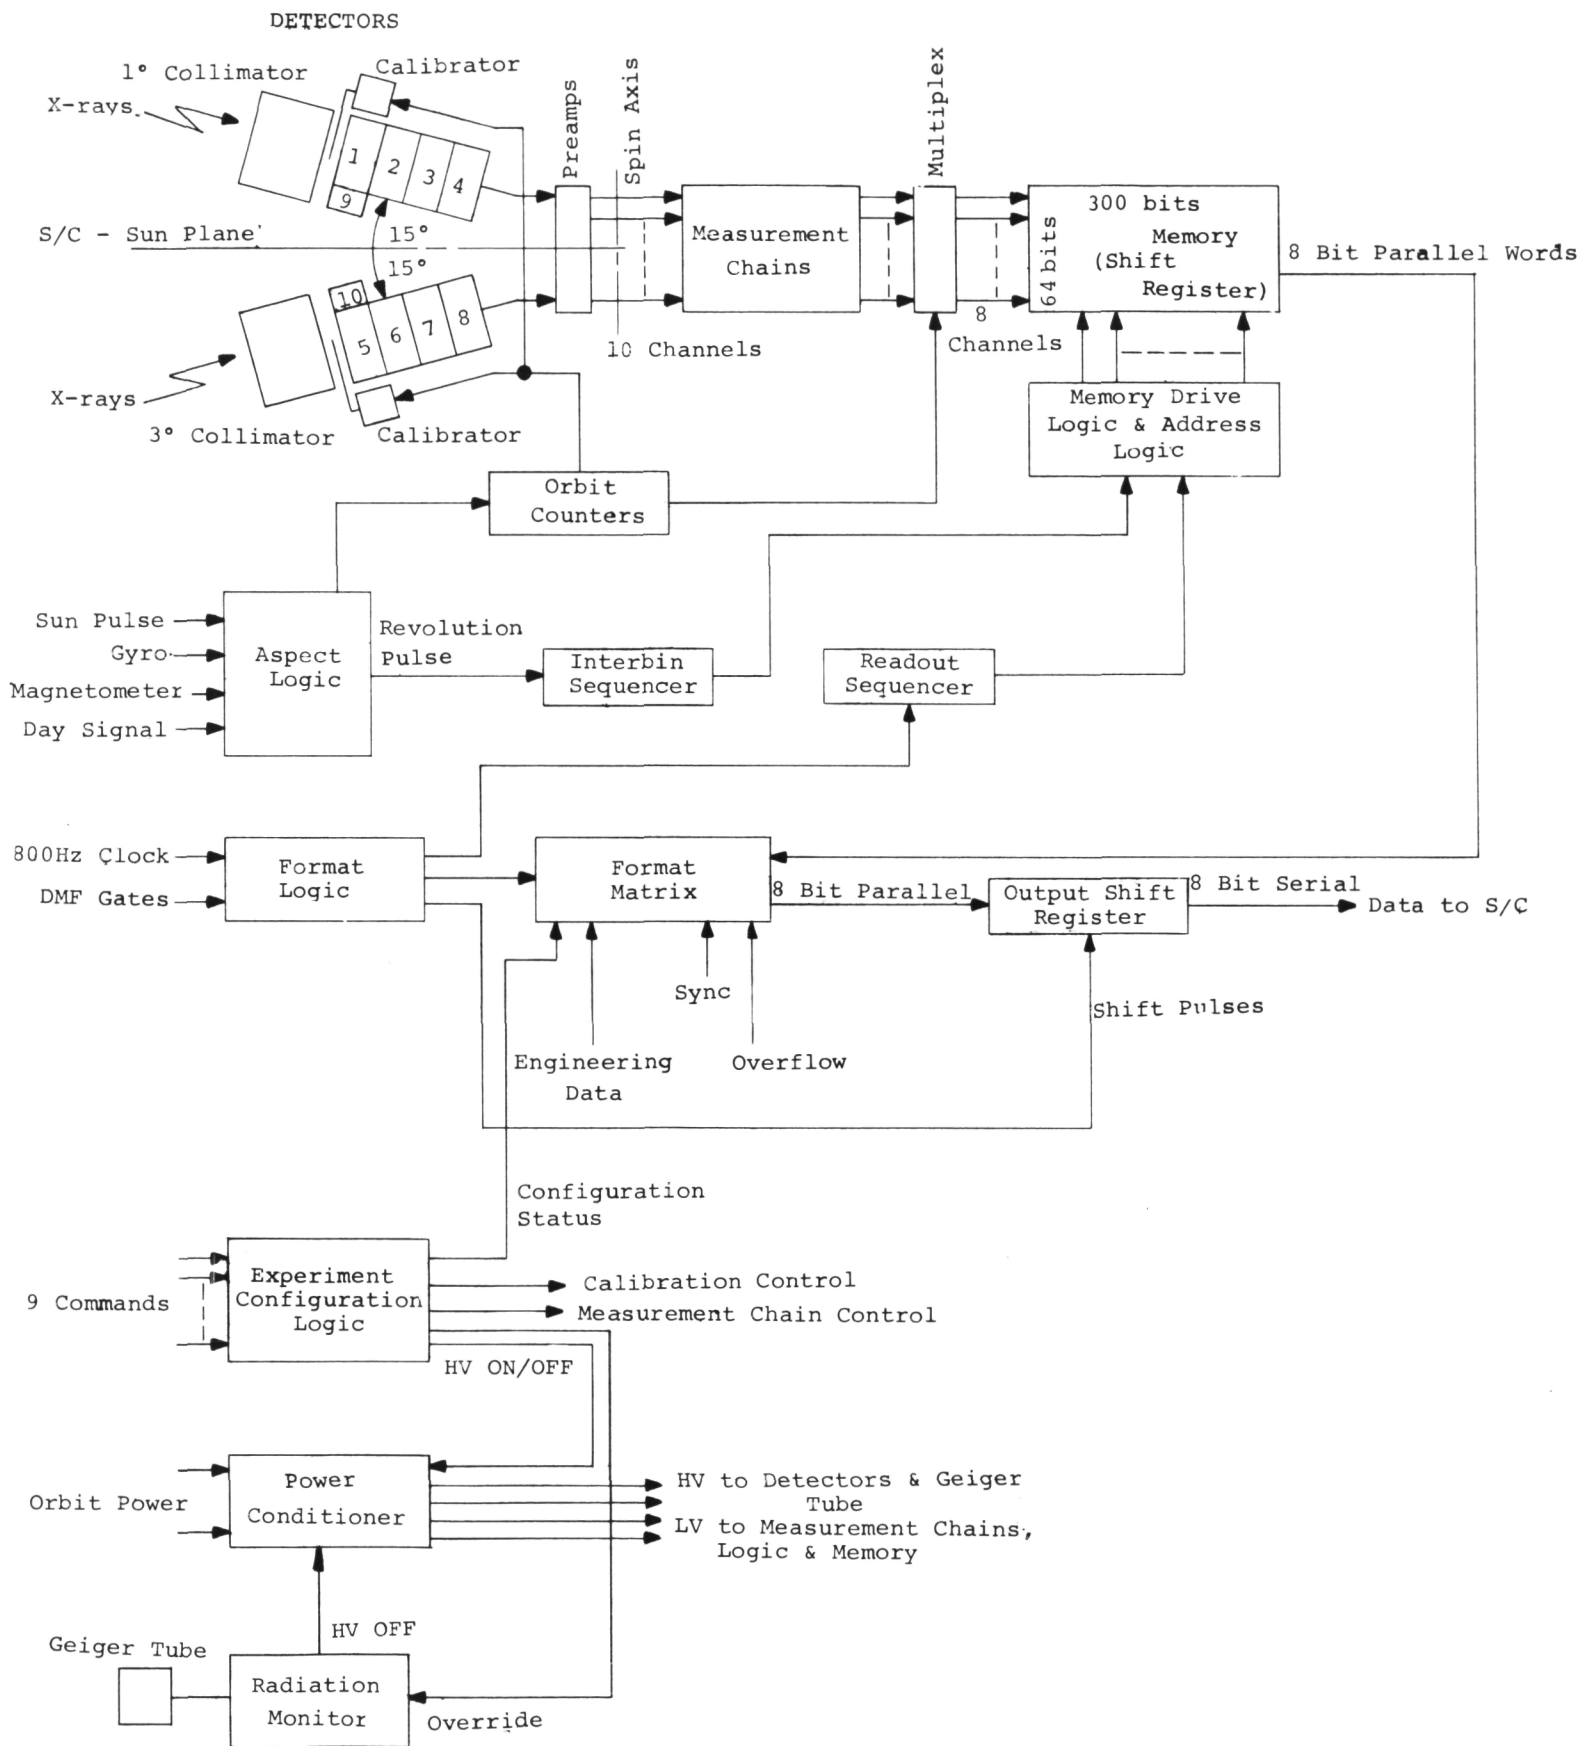 DETECTORS
1° Collimator
Calibrator
X-rays
1
2
3
4
9
S/C - Sun Plane
15°
15°
10
5
6
7
8
X-rays
3° Collimator
Calibrator
Preamps
Spin Axis
10 Channels
Measurement
Chains
Multiplex
8
Channels
64 bits
300 bits
Memory
(Shift
Register)
8 Bit Parallel Words
Memory Drive
Logic & Address
Logic
Orbit
Counters
Sun Pulse
Gyro
Magnetometer
Day Signal
Aspect
Logic
Revolution
Pulse
Interbin
Sequencer
Readout
Sequencer
800Hz Clock
DMF Gates
Format
Logic
Format
Matrix
8 Bit Parallel
Output Shift
Register
8 Bit Serial
Data to S/C
Sync
Engineering
Data
Overflow
Shift Pulses
Configuration
Status
9 Commands
Experiment
Configuration
Logic
Calibration Control
Measurement Chain Control
HV ON/OFF
Orbit Power
Power
Conditioner
HV to Detectors & Geiger
Tube
LV to Measurement Chains,
Logic & Memory
HV OFF
Geiger Tube
Radiation
Monitor
Override